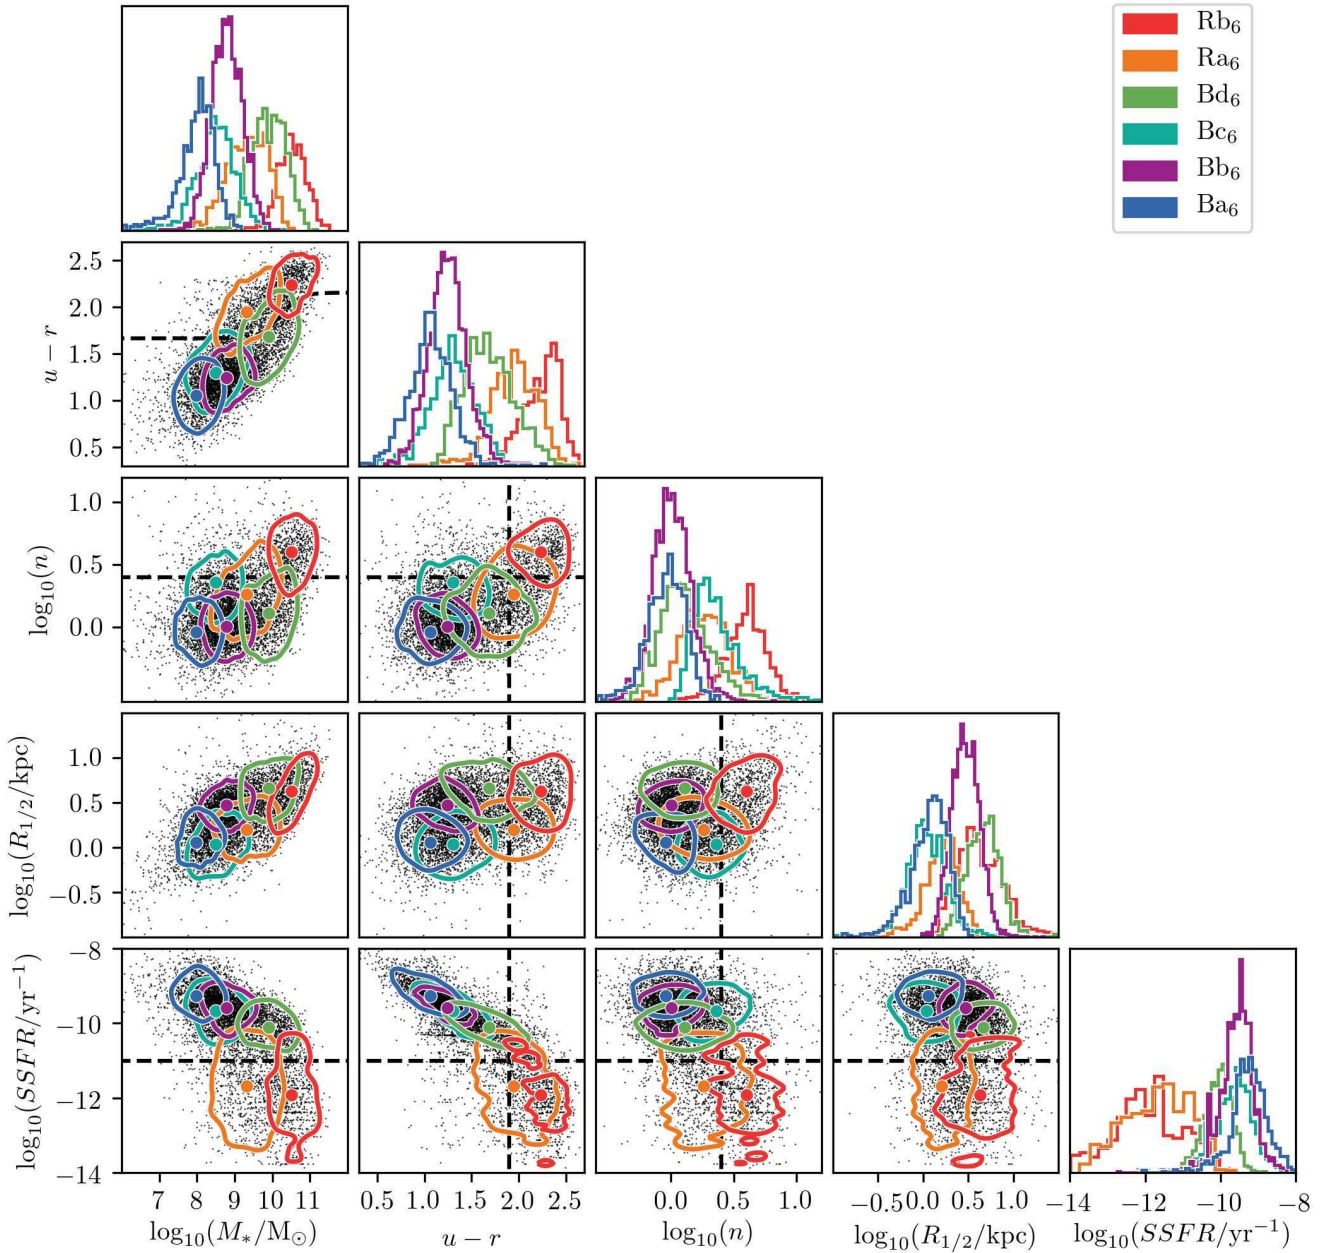 Rb₆
Ra₆
Bd₆
Bc₆
Bb₆
Ba₆
2.5
2.0
1.5
1.0
0.5
u − r
1.0
0.5
0.0
log₁₀(n)
1.0
0.5
0.0
−0.5
log₁₀(R₁/₂/kpc)
−8
−10
−12
−14
log₁₀(SSFR/yr⁻¹)
7 8 9 10 11
0.5 1.0 1.5 2.0 2.5
0.0 0.5 1.0
−0.5 0.0 0.5 1.0
−14 −12 −10 −8
log₁₀(M*/M☉)
u − r
log₁₀(n)
log₁₀(R₁/₂/kpc)
log₁₀(SSFR/yr⁻¹)